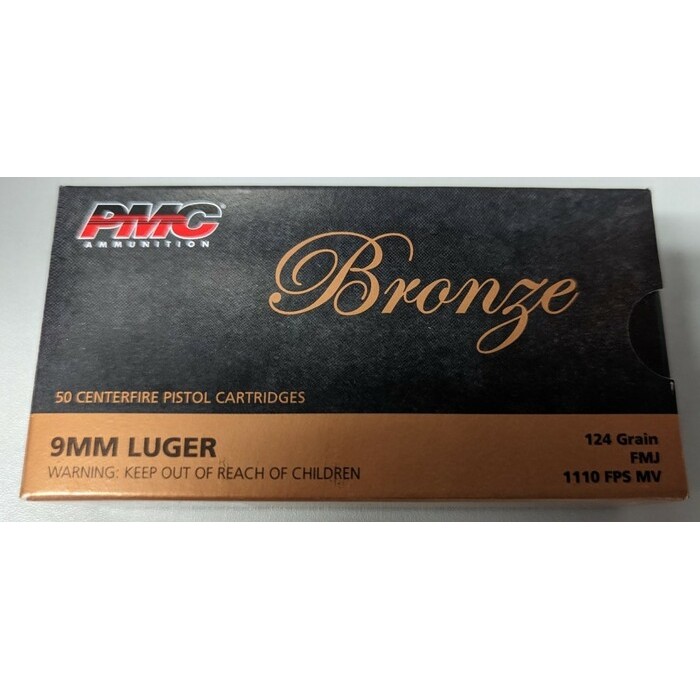 PMC
AMMUNITION
Bronze
50 CENTERFIRE PISTOL CARTRIDGES
9MM LUGER
WARNING: KEEP OUT OF REACH OF CHILDREN
124 Grain
FMJ
1110 FPS MV